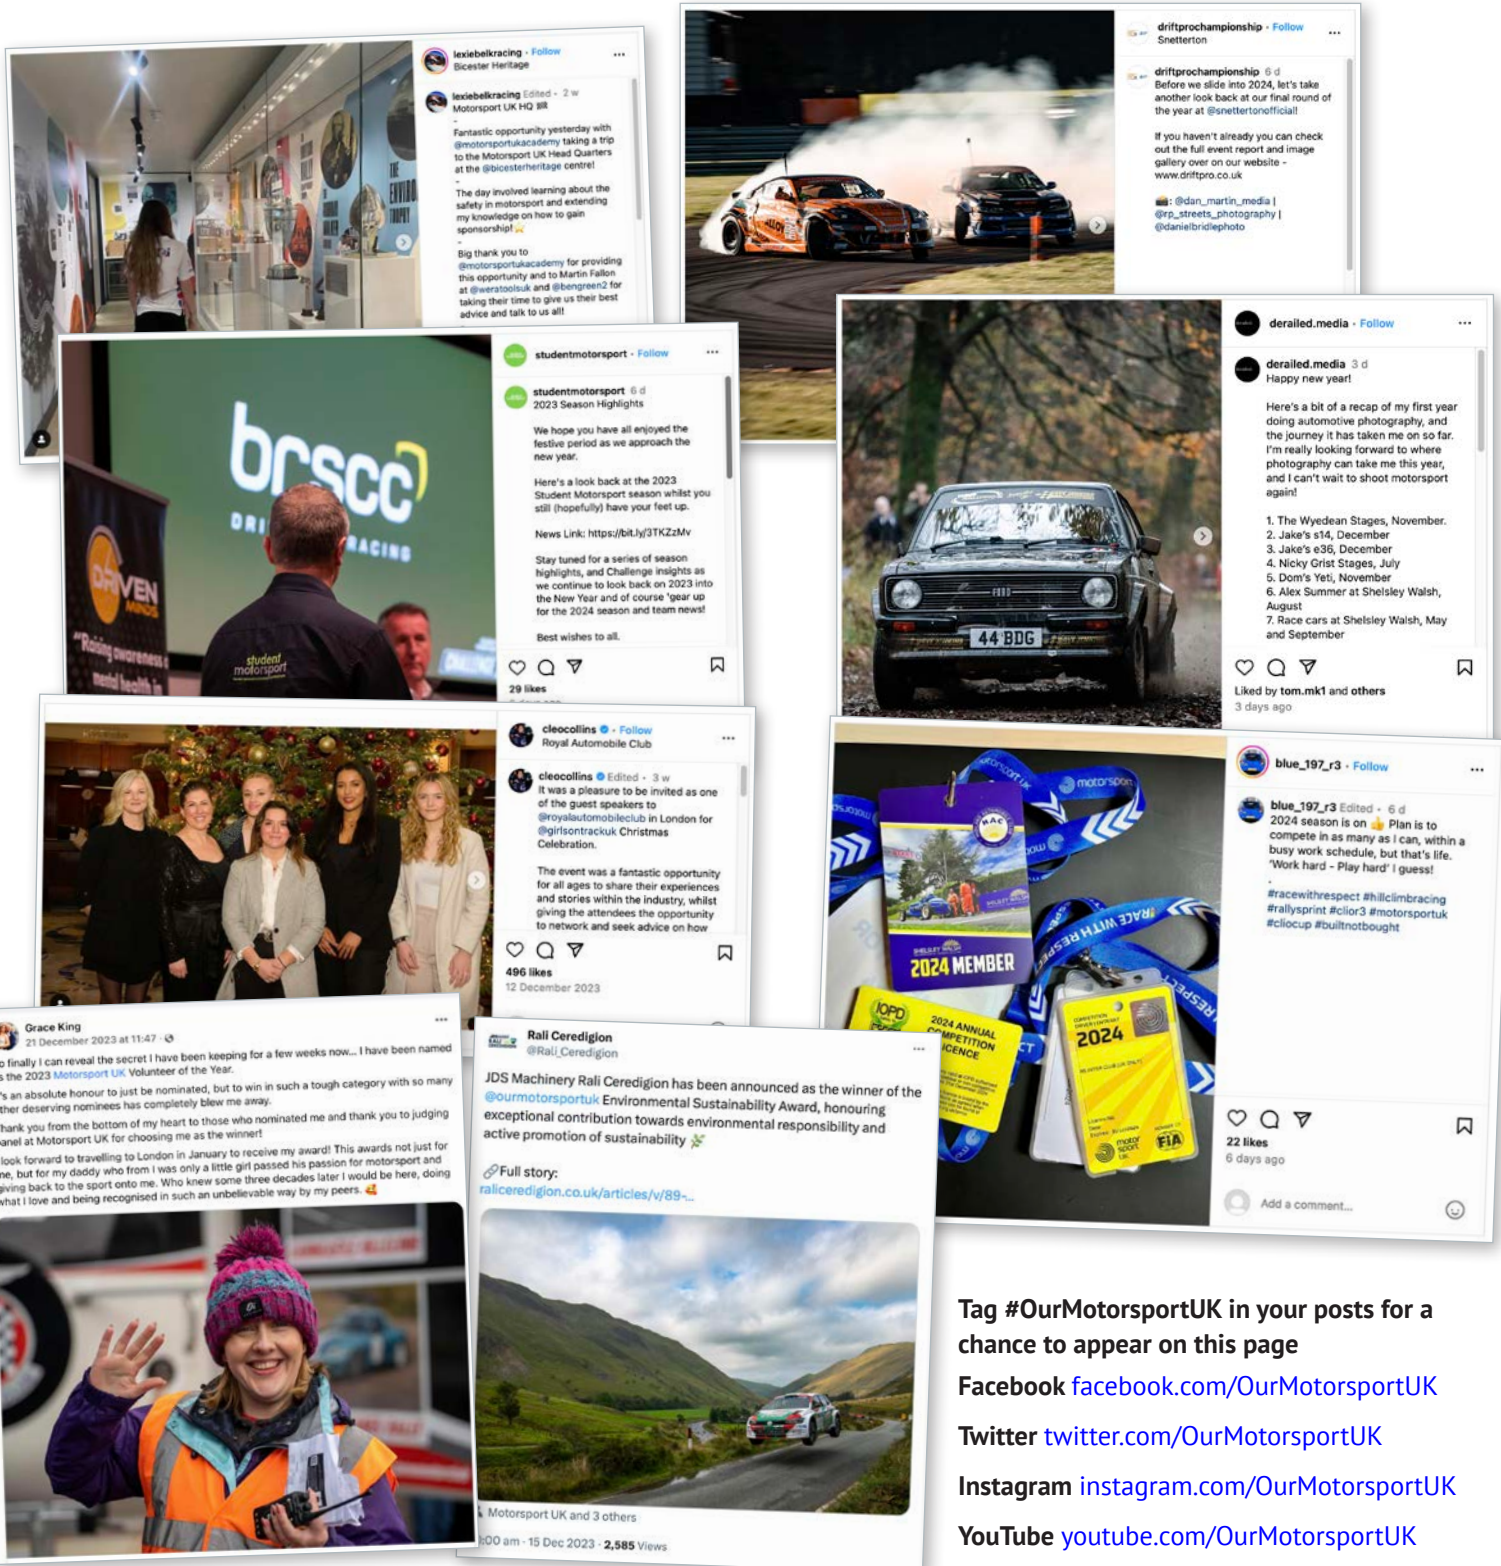 lexiebelkracing · Follow
Bicester Heritage
lexiebelkracing Edited · 2 w
Motorsport UK HQ
-
Fantastic opportunity yesterday with
@motorsportukacademy taking a trip
to the Motorsport UK Head Quarters
at the @bicesterheritage centre!
-
The day involved learning about the
safety in motorsport and extending
my knowledge on how to gain
sponsorship!⭐
-
Big thank you to
@motorsportukacademy for providing
this opportunity and to Martin Fallon
at @weratoolsuk and @bengreen2 for
taking their time to give us their best
advice and talk to us all!
THE
TROPHY
driftprochampionship · Follow
Snetterton
driftprochampionship 6 d
Before we slide into 2024, let's take
another look back at our final round of
the year at @snettertonofficial!
If you haven't already you can check
out the full event report and image
gallery over on our website -
www.driftpro.co.uk
📸: @dan_martin_media |
@rp_streets_photography |
@danielbridlephoto
brscc
RACING
DRIVEN
MINDS
student
motorsport
studentmotorsport · Follow
studentmotorsport 6 d
2023 Season Highlights
We hope you have all enjoyed the
festive period as we approach the
new year.
Here's a look back at the 2023
Student Motorsport season whilst you
still (hopefully) have your feet up.
News Link: https://bit.ly/3TKZzMv
Stay tuned for a series of season
highlights, and Challenge insights as
we continue to look back on 2023 into
the New Year and of course 'gear up
for the 2024 season and team news!
Best wishes to all.
29 likes
derailed.media · Follow
derailed.media 3 d
Happy new year!
Here's a bit of a recap of my first year
doing automotive photography, and
the journey it has taken me on so far.
I'm really looking forward to where
photography can take me this year,
and I can't wait to shoot motorsport
again!
1. The Wyedean Stages, November.
2. Jake's s14, December
3. Jake's e36, December
4. Nicky Grist Stages, July
5. Dom's Yeti, November
6. Alex Summer at Shelsley Walsh,
August
7. Race cars at Shelsley Walsh, May
and September
Liked by tom.mk1 and others
3 days ago
FORD
44 BDG
cleocollins · Follow
Royal Automobile Club
cleocollins Edited · 3 w
It was a pleasure to be invited as one
of the guest speakers to
@royalautomobileclub in London for
@girlsontrackuk Christmas
Celebration.
The event was a fantastic opportunity
for all ages to share their experiences
and stories within the industry, whilst
giving the attendees the opportunity
to network and seek advice on how
496 likes
12 December 2023
motorsport
MAC
SHELSLEY WALSH
2024 MEMBER
RACE WITH RESPECT
IOPD
2024 ANNUAL
COMPETITION
LICENCE
2024
motor
sport
UK
FIA
blue_197_r3 · Follow
blue_197_r3 Edited · 6 d
2024 season is on 👍 Plan is to
compete in as many as I can, within a
busy work schedule, but that's life.
'Work hard - Play hard' I guess!
.
#racewithrespect #hillclimbracing
#rallysprint #clior3 #motorsportuk
#cliocup #builtnotbought
22 likes
6 days ago
Add a comment...
Grace King
21 December 2023 at 11:47
o finally I can reveal the secret I have been keeping for a few weeks now... I have been named
s the 2023 Motorsport UK Volunteer of the Year.
's an absolute honour to just be nominated, but to win in such a tough category with so many
ther deserving nominees has completely blew me away.
hank you from the bottom of my heart to those who nominated me and thank you to judging
anel at Motorsport UK for choosing me as the winner!
look forward to travelling to London in January to receive my award! This awards not just for
me, but for my daddy who from I was only a little girl passed his passion for motorsport and
giving back to the sport onto me. Who knew some three decades later I would be here, doing
what I love and being recognised in such an unbelievable way by my peers. 🥰
Rali Ceredigion
@Rali_Ceredigion
JDS Machinery Rali Ceredigion has been announced as the winner of the
@ourmotorsportuk Environmental Sustainability Award, honouring
exceptional contribution towards environmental responsibility and
active promotion of sustainability 🌿
🔗Full story:
raliceredigion.co.uk/articles/v/89-...
Motorsport UK and 3 others
:00 am · 15 Dec 2023 · 2,585 Views
Tag #OurMotorsportUK in your posts for a
chance to appear on this page
Facebook facebook.com/OurMotorsportUK
Twitter twitter.com/OurMotorsportUK
Instagram instagram.com/OurMotorsportUK
YouTube youtube.com/OurMotorsportUK